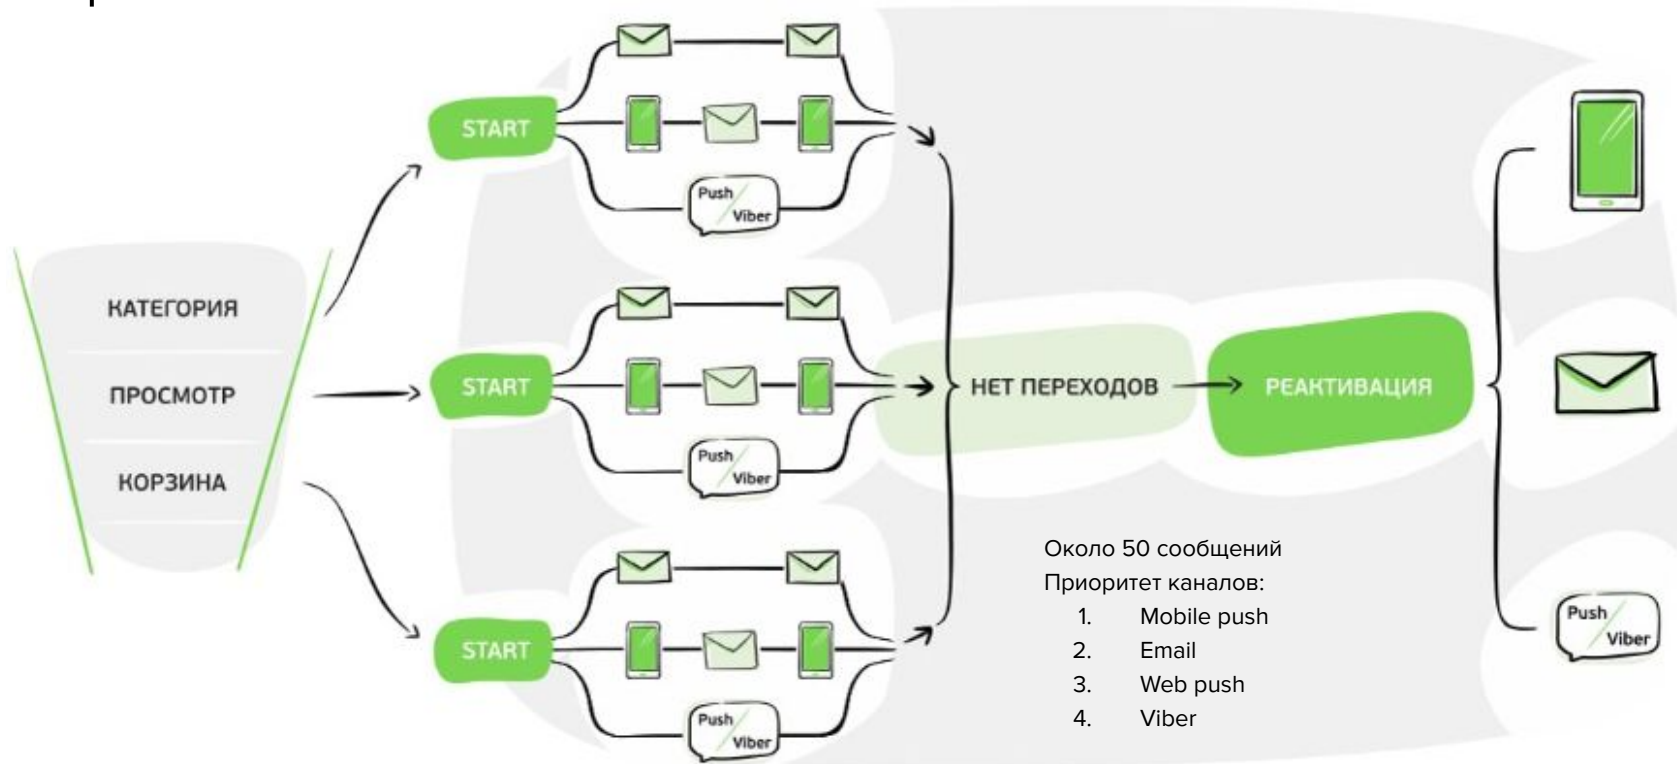 START
Push
Viber
КАТЕГОРИЯ
ПРОСМОТР
КОРЗИНА
START
Push
Viber
НЕТ ПЕРЕХОДОВ
РЕАКТИВАЦИЯ
START
Push
Viber
Около 50 сообщений
Приоритет каналов:
1. Mobile push
2. Email
3. Web push
4. Viber
Push
Viber